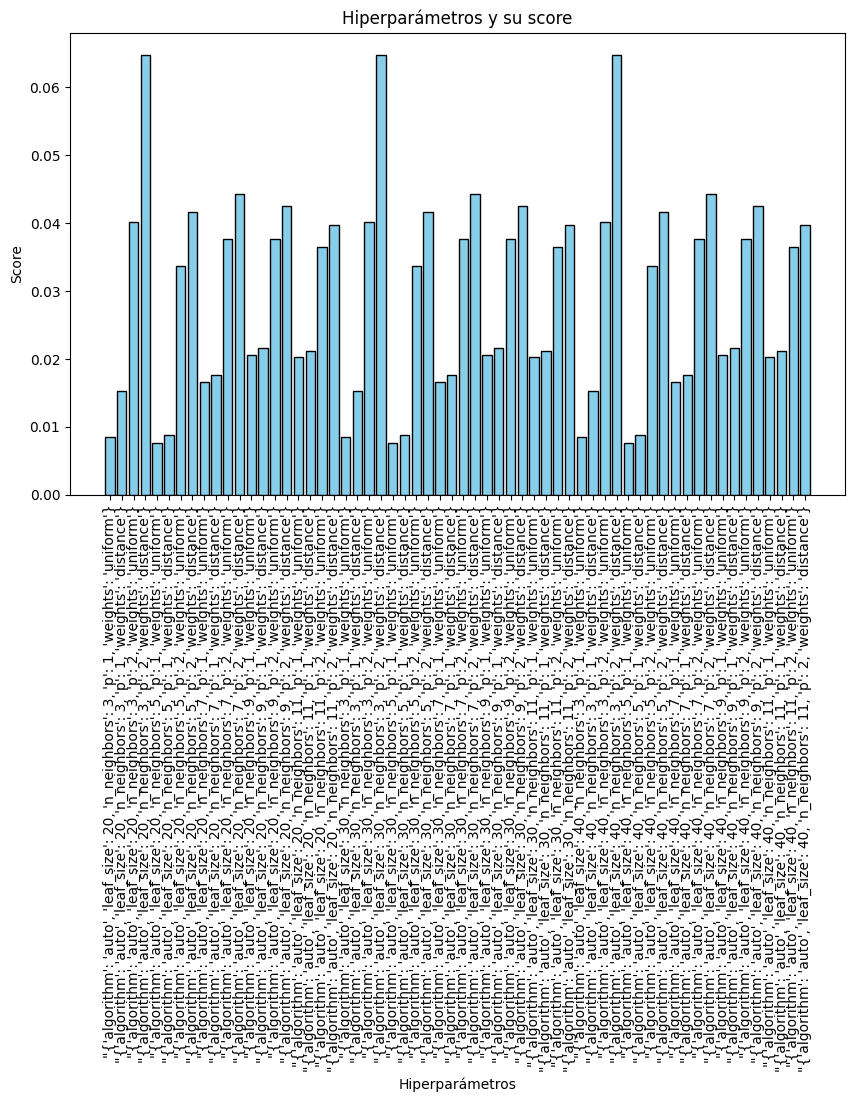 Hiperparámetros y su score
0.06
0.05
0.04
0.03
0.02
0.01
0.00
Score
"{'algorithm': 'auto', 'leaf_size': 20, 'n_neighbors': 3, 'p': 1, 'weights': 'uniform'}
"{'algorithm': 'auto', 'leaf_size': 20, 'n_neighbors': 3, 'p': 1, 'weights': 'distance'}
"{'algorithm': 'auto', 'leaf_size': 20, 'n_neighbors': 3, 'p': 2, 'weights': 'uniform'}
"{'algorithm': 'auto', 'leaf_size': 20, 'n_neighbors': 3, 'p': 2, 'weights': 'distance'}
"{'algorithm': 'auto', 'leaf_size': 20, 'n_neighbors': 5, 'p': 1, 'weights': 'uniform'}
"{'algorithm': 'auto', 'leaf_size': 20, 'n_neighbors': 5, 'p': 1, 'weights': 'distance'}
"{'algorithm': 'auto', 'leaf_size': 20, 'n_neighbors': 5, 'p': 2, 'weights': 'uniform'}
"{'algorithm': 'auto', 'leaf_size': 20, 'n_neighbors': 5, 'p': 2, 'weights': 'distance'}
"{'algorithm': 'auto', 'leaf_size': 20, 'n_neighbors': 7, 'p': 1, 'weights': 'uniform'}
"{'algorithm': 'auto', 'leaf_size': 20, 'n_neighbors': 7, 'p': 1, 'weights': 'distance'}
"{'algorithm': 'auto', 'leaf_size': 20, 'n_neighbors': 7, 'p': 2, 'weights': 'uniform'}
"{'algorithm': 'auto', 'leaf_size': 20, 'n_neighbors': 7, 'p': 2, 'weights': 'distance'}
"{'algorithm': 'auto', 'leaf_size': 20, 'n_neighbors': 9, 'p': 1, 'weights': 'uniform'}
"{'algorithm': 'auto', 'leaf_size': 20, 'n_neighbors': 9, 'p': 1, 'weights': 'distance'}
"{'algorithm': 'auto', 'leaf_size': 20, 'n_neighbors': 9, 'p': 2, 'weights': 'uniform'}
"{'algorithm': 'auto', 'leaf_size': 20, 'n_neighbors': 9, 'p': 2, 'weights': 'distance'}
"{'algorithm': 'auto', 'leaf_size': 20, 'n_neighbors': 11, 'p': 1, 'weights': 'uniform'}
"{'algorithm': 'auto', 'leaf_size': 20, 'n_neighbors': 11, 'p': 1, 'weights': 'distance'}
"{'algorithm': 'auto', 'leaf_size': 20, 'n_neighbors': 11, 'p': 2, 'weights': 'uniform'}
"{'algorithm': 'auto', 'leaf_size': 20, 'n_neighbors': 11, 'p': 2, 'weights': 'distance'}
"{'algorithm': 'auto', 'leaf_size': 30, 'n_neighbors': 3, 'p': 1, 'weights': 'uniform'}
"{'algorithm': 'auto', 'leaf_size': 30, 'n_neighbors': 3, 'p': 1, 'weights': 'distance'}
"{'algorithm': 'auto', 'leaf_size': 30, 'n_neighbors': 3, 'p': 2, 'weights': 'uniform'}
"{'algorithm': 'auto', 'leaf_size': 30, 'n_neighbors': 3, 'p': 2, 'weights': 'distance'}
"{'algorithm': 'auto', 'leaf_size': 30, 'n_neighbors': 5, 'p': 1, 'weights': 'uniform'}
"{'algorithm': 'auto', 'leaf_size': 30, 'n_neighbors': 5, 'p': 1, 'weights': 'distance'}
"{'algorithm': 'auto', 'leaf_size': 30, 'n_neighbors': 5, 'p': 2, 'weights': 'uniform'}
"{'algorithm': 'auto', 'leaf_size': 30, 'n_neighbors': 5, 'p': 2, 'weights': 'distance'}
"{'algorithm': 'auto', 'leaf_size': 30, 'n_neighbors': 7, 'p': 1, 'weights': 'uniform'}
"{'algorithm': 'auto', 'leaf_size': 30, 'n_neighbors': 7, 'p': 1, 'weights': 'distance'}
"{'algorithm': 'auto', 'leaf_size': 30, 'n_neighbors': 7, 'p': 2, 'weights': 'uniform'}
"{'algorithm': 'auto', 'leaf_size': 30, 'n_neighbors': 7, 'p': 2, 'weights': 'distance'}
"{'algorithm': 'auto', 'leaf_size': 30, 'n_neighbors': 9, 'p': 1, 'weights': 'uniform'}
"{'algorithm': 'auto', 'leaf_size': 30, 'n_neighbors': 9, 'p': 1, 'weights': 'distance'}
"{'algorithm': 'auto', 'leaf_size': 30, 'n_neighbors': 9, 'p': 2, 'weights': 'uniform'}
"{'algorithm': 'auto', 'leaf_size': 30, 'n_neighbors': 9, 'p': 2, 'weights': 'distance'}
"{'algorithm': 'auto', 'leaf_size': 30, 'n_neighbors': 11, 'p': 1, 'weights': 'uniform'}
"{'algorithm': 'auto', 'leaf_size': 30, 'n_neighbors': 11, 'p': 1, 'weights': 'distance'}
"{'algorithm': 'auto', 'leaf_size': 30, 'n_neighbors': 11, 'p': 2, 'weights': 'uniform'}
"{'algorithm': 'auto', 'leaf_size': 30, 'n_neighbors': 11, 'p': 2, 'weights': 'distance'}
"{'algorithm': 'auto', 'leaf_size': 40, 'n_neighbors': 3, 'p': 1, 'weights': 'uniform'}
"{'algorithm': 'auto', 'leaf_size': 40, 'n_neighbors': 3, 'p': 1, 'weights': 'distance'}
"{'algorithm': 'auto', 'leaf_size': 40, 'n_neighbors': 3, 'p': 2, 'weights': 'uniform'}
"{'algorithm': 'auto', 'leaf_size': 40, 'n_neighbors': 3, 'p': 2, 'weights': 'distance'}
"{'algorithm': 'auto', 'leaf_size': 40, 'n_neighbors': 5, 'p': 1, 'weights': 'uniform'}
"{'algorithm': 'auto', 'leaf_size': 40, 'n_neighbors': 5, 'p': 1, 'weights': 'distance'}
"{'algorithm': 'auto', 'leaf_size': 40, 'n_neighbors': 5, 'p': 2, 'weights': 'uniform'}
"{'algorithm': 'auto', 'leaf_size': 40, 'n_neighbors': 5, 'p': 2, 'weights': 'distance'}
"{'algorithm': 'auto', 'leaf_size': 40, 'n_neighbors': 7, 'p': 1, 'weights': 'uniform'}
"{'algorithm': 'auto', 'leaf_size': 40, 'n_neighbors': 7, 'p': 1, 'weights': 'distance'}
"{'algorithm': 'auto', 'leaf_size': 40, 'n_neighbors': 7, 'p': 2, 'weights': 'uniform'}
"{'algorithm': 'auto', 'leaf_size': 40, 'n_neighbors': 7, 'p': 2, 'weights': 'distance'}
"{'algorithm': 'auto', 'leaf_size': 40, 'n_neighbors': 9, 'p': 1, 'weights': 'uniform'}
"{'algorithm': 'auto', 'leaf_size': 40, 'n_neighbors': 9, 'p': 1, 'weights': 'distance'}
"{'algorithm': 'auto', 'leaf_size': 40, 'n_neighbors': 9, 'p': 2, 'weights': 'uniform'}
"{'algorithm': 'auto', 'leaf_size': 40, 'n_neighbors': 9, 'p': 2, 'weights': 'distance'}
"{'algorithm': 'auto', 'leaf_size': 40, 'n_neighbors': 11, 'p': 1, 'weights': 'uniform'}
"{'algorithm': 'auto', 'leaf_size': 40, 'n_neighbors': 11, 'p': 1, 'weights': 'distance'}
"{'algorithm': 'auto', 'leaf_size': 40, 'n_neighbors': 11, 'p': 2, 'weights': 'uniform'}
"{'algorithm': 'auto', 'leaf_size': 40, 'n_neighbors': 11, 'p': 2, 'weights': 'distance'}
Hiperparámetros